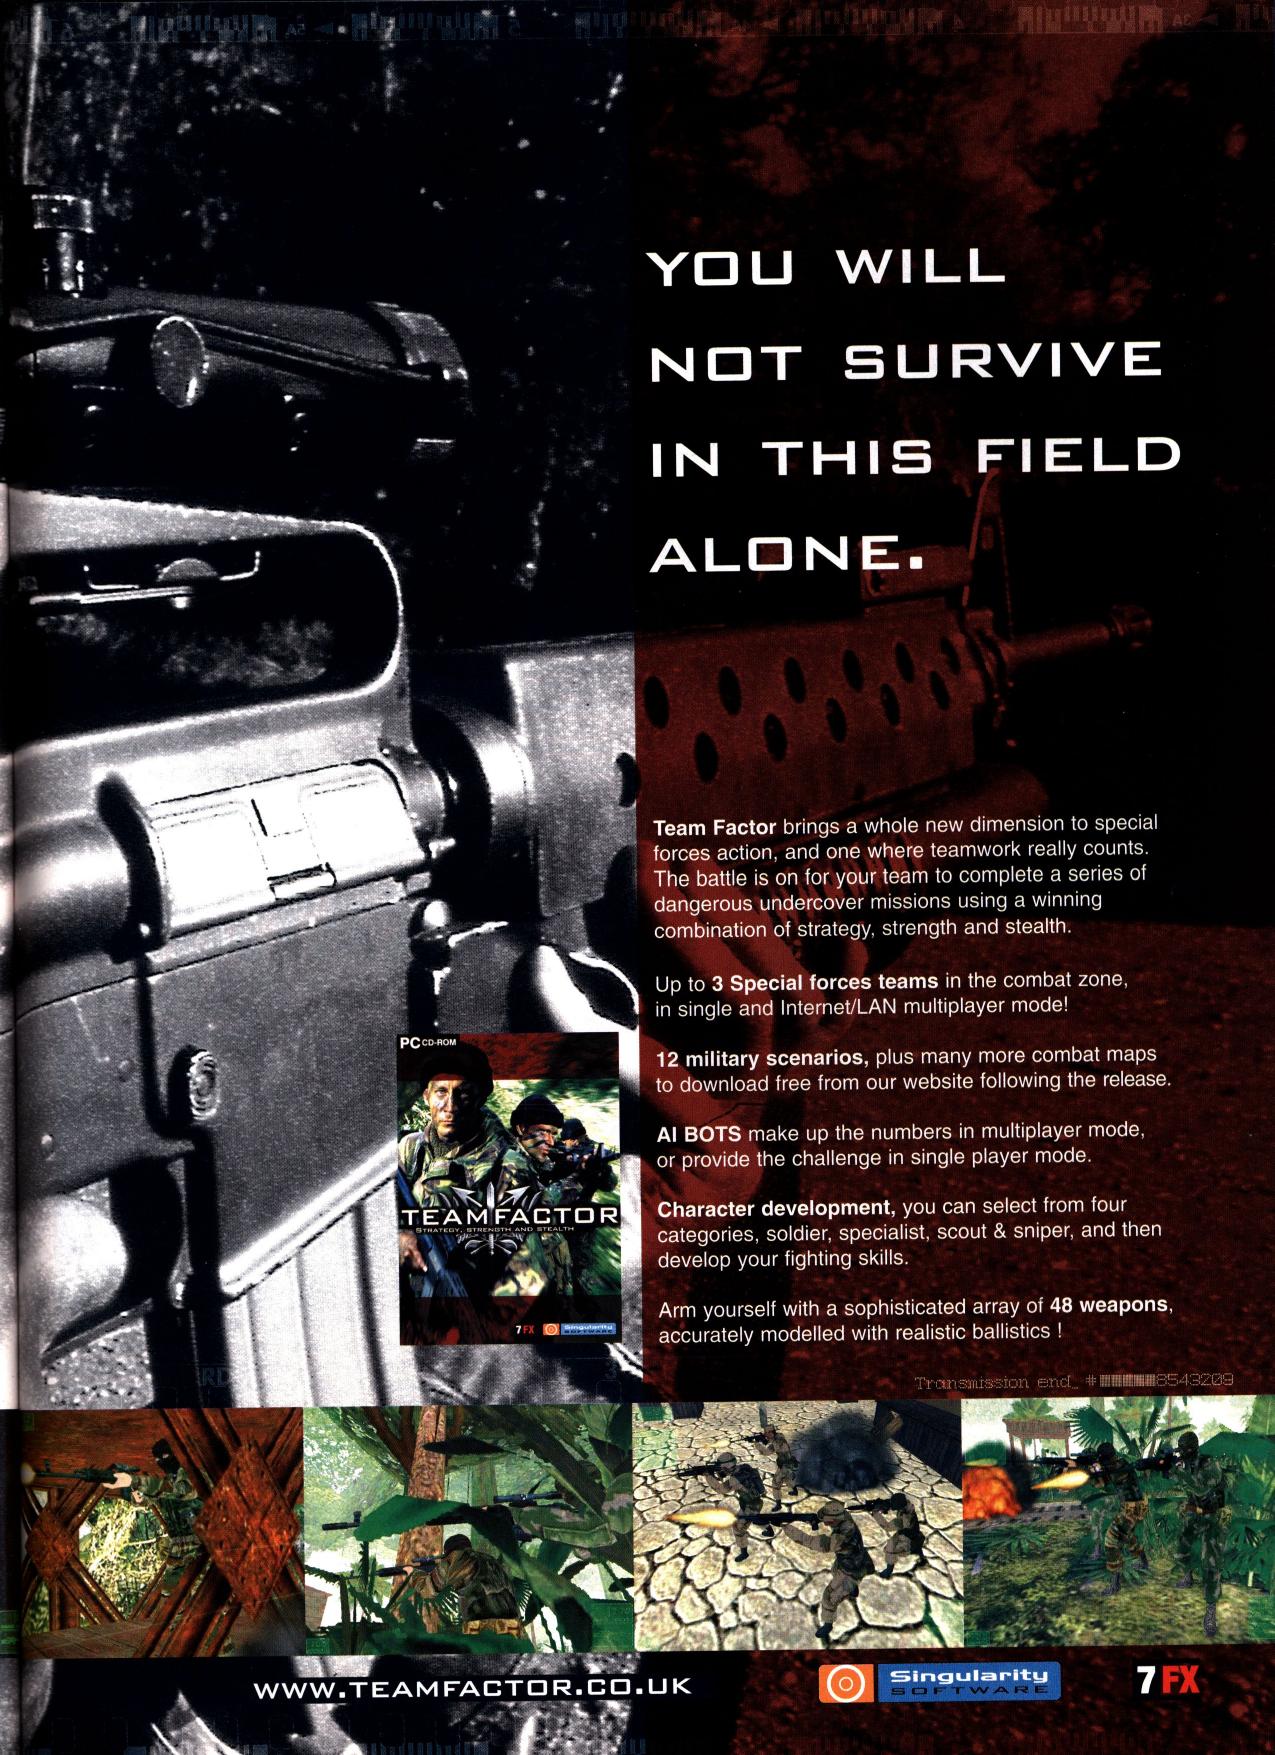 YOU WILL
NOT SURVIVE
IN THIS FIELD
ALONE.
Team Factor brings a whole new dimension to special
forces action, and one where teamwork really counts.
The battle is on for your team to complete a series of
dangerous undercover missions using a winning
combination of strategy, strength and stealth.
Up to 3 Special forces teams in the combat zone,
in single and Internet/LAN multiplayer mode!
12 military scenarios, plus many more combat maps
to download free from our website following the release.
AI BOTS make up the numbers in multiplayer mode,
or provide the challenge in single player mode.
Character development, you can select from four
categories, soldier, specialist, scout & sniper, and then
develop your fighting skills.
Arm yourself with a sophisticated array of 48 weapons,
accurately modelled with realistic ballistics !
PC CD-ROM
TEAMFACTOR
STRATEGY, STRENGTH AND STEALTH
7FX Singularity
SOFTWARE
Transmission end_ #8543209
WWW.TEAMFACTOR.CO.UK
Singularity
SOFTWARE
7FX